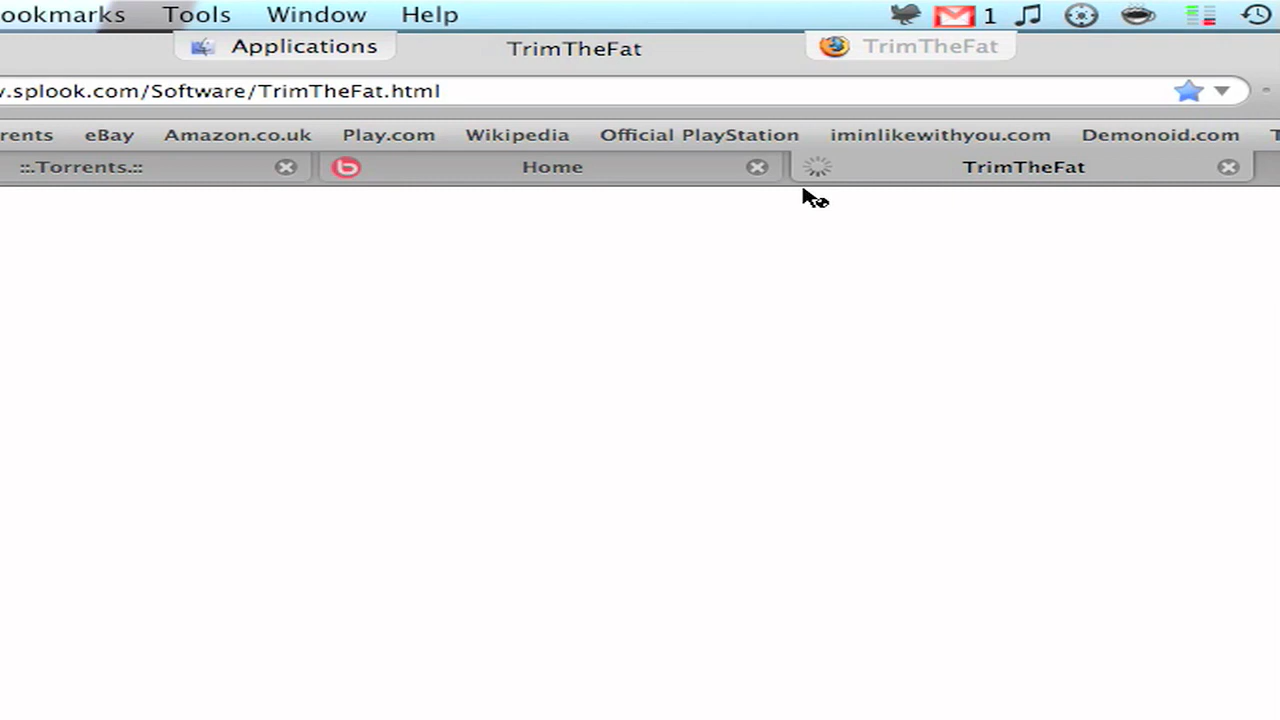 ookmarks Tools Window Help 1
Applications TrimTheFat TrimTheFat
v.splook.com/Software/TrimTheFat.html
rents eBay Amazon.co.uk Play.com Wikipedia Official PlayStation iminlikewithyou.com Demonoid.com T
::.Torrents.:: Home TrimTheFat